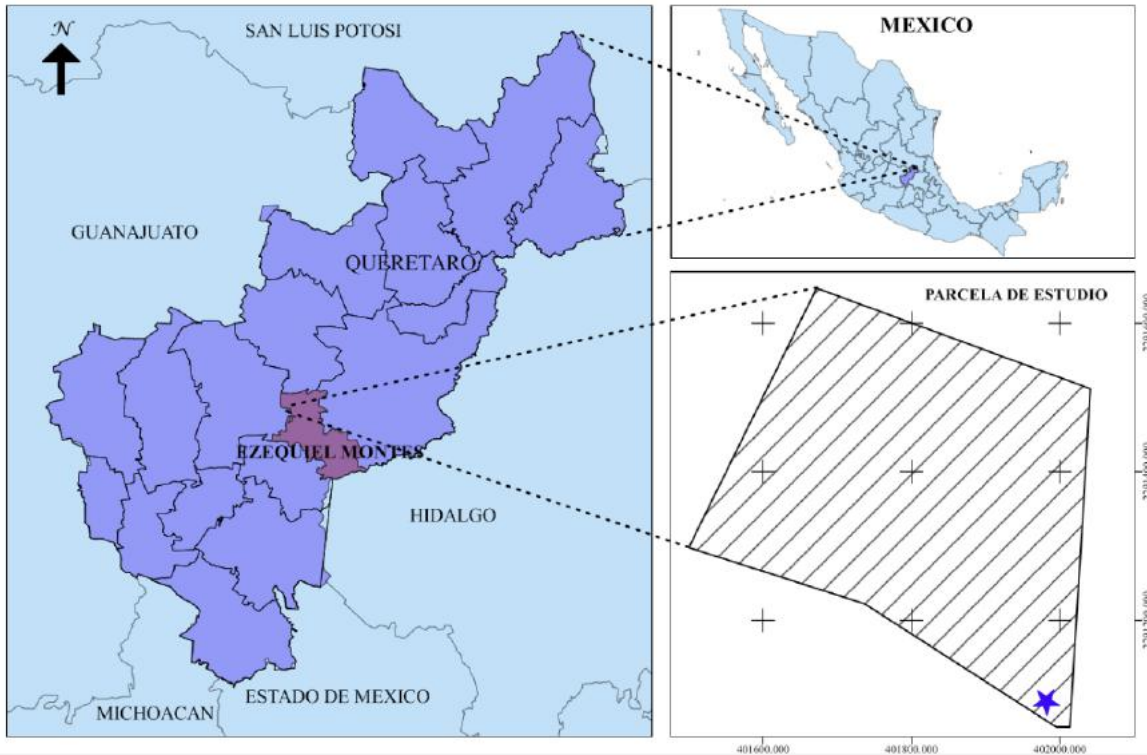 N
SAN LUIS POTOSI
GUANAJUATO
QUERETARO
EZEQUIEL MONTES
HIDALGO
ESTADO DE MEXICO
MICHOACAN
MEXICO
PARCELA DE ESTUDIO
401600.000
401800.000
402000.000